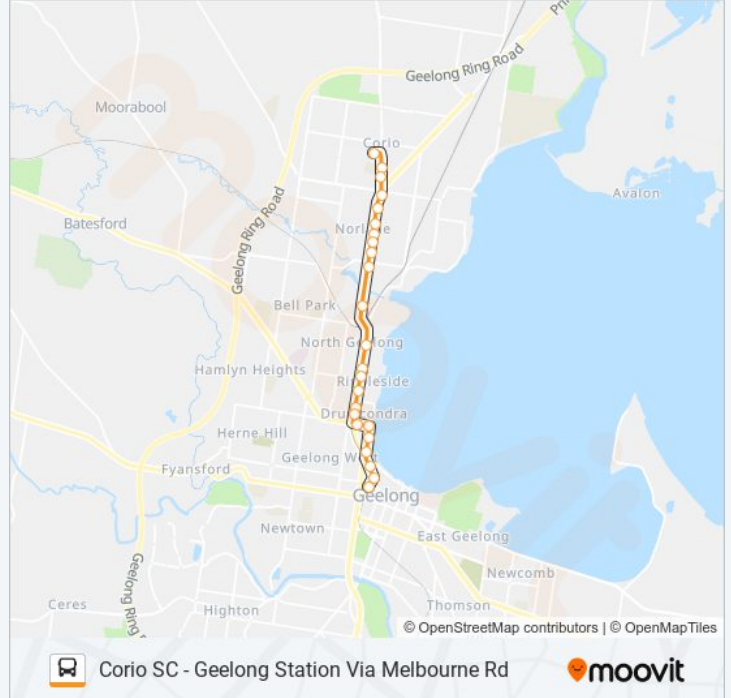 Prin
Geelong Ring Road
Moorabool
Corio
Avalon
Batesford
Norlane
Geelong Ring Road
Bell Park
North Geelong
Hamlyn Heights
Rippleside
Drumcondra
Herne Hill
Geelong West
Fyansford
Geelong
Newtown
East Geelong
Newcomb
Geelong Ring R
Ceres
Highton
Thomson
© OpenStreetMap contributors | © OpenMapTiles
Corio SC - Geelong Station Via Melbourne Rd
moovit